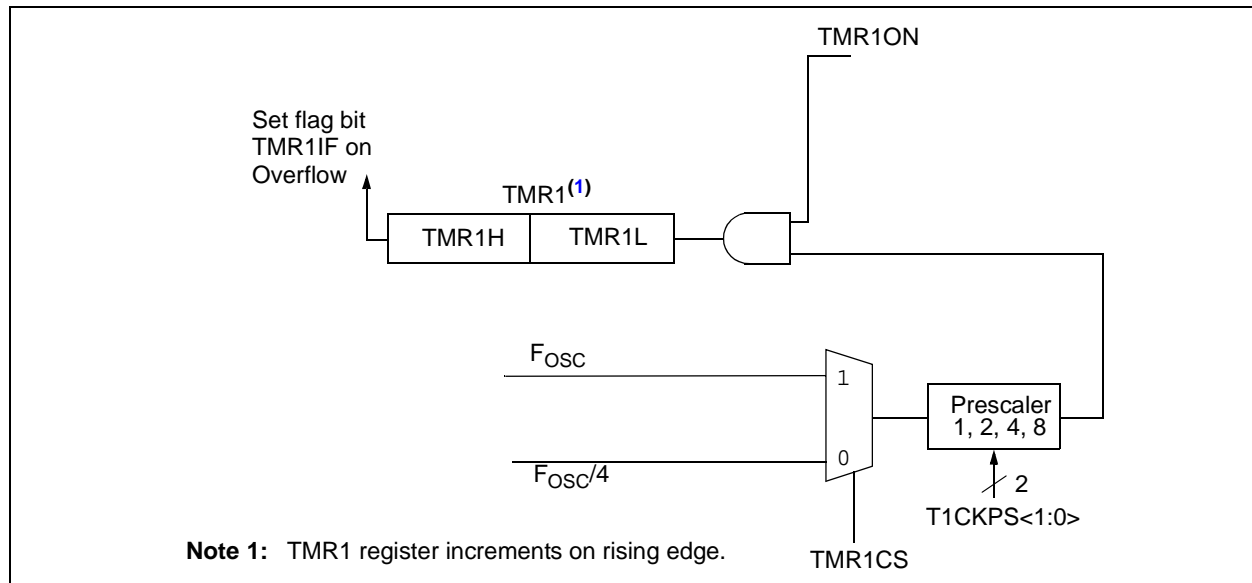 TMR1ON
Set flag bit
TMR1IF on
Overflow
TMR1(1)
TMR1H
TMR1L
FOSC
1
Prescaler
1, 2, 4, 8
0
FOSC/4
2
T1CKPS<1:0>
Note 1: TMR1 register increments on rising edge.
TMR1CS